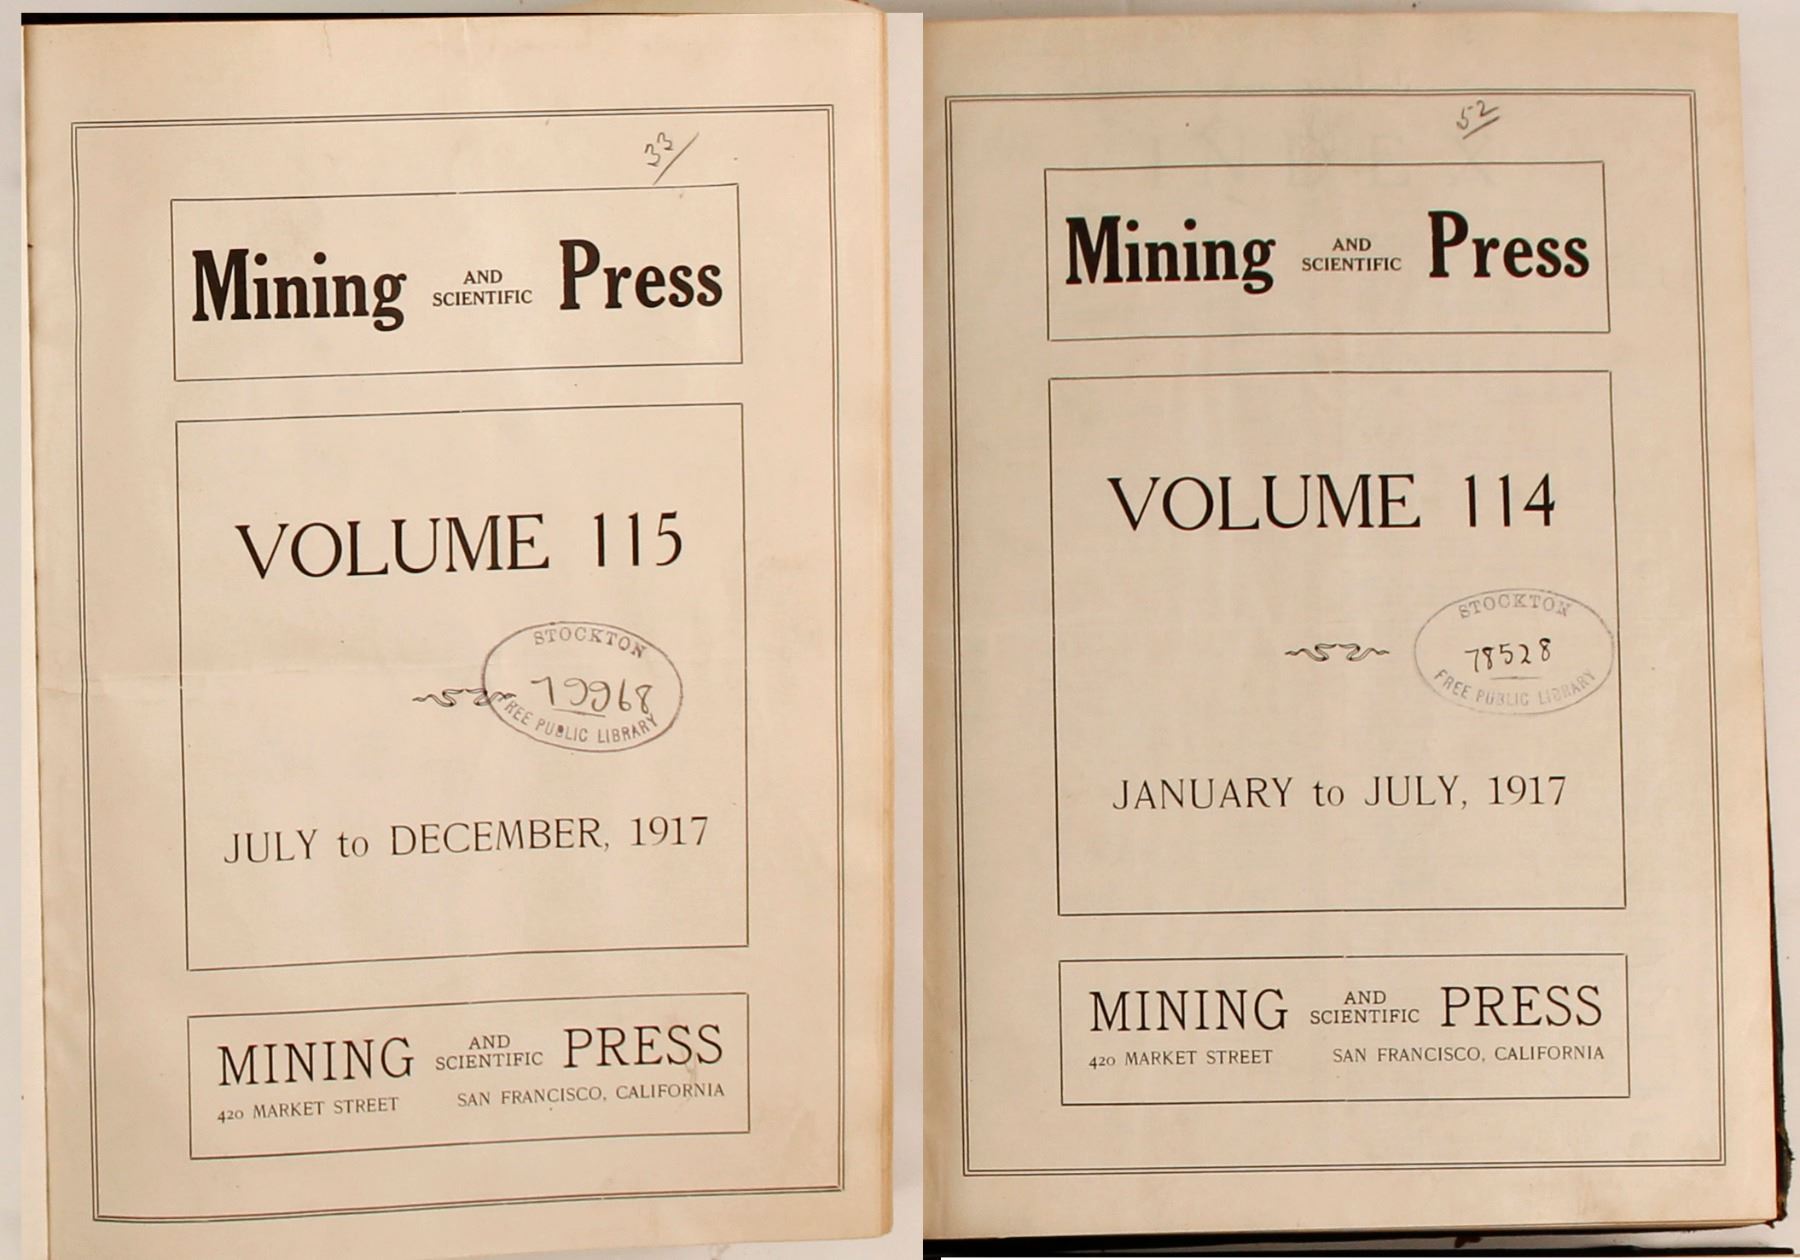 33/
Mining AND SCIENTIFIC Press
VOLUME 115
STOCKTON
79968
FREE PUBLIC LIBRARY
JULY to DECEMBER, 1917
MINING AND SCIENTIFIC PRESS
420 MARKET STREET SAN FRANCISCO, CALIFORNIA
52
Mining AND SCIENTIFIC Press
VOLUME 114
STOCKTON
78528
FREE PUBLIC LIBRARY
JANUARY to JULY, 1917
MINING AND SCIENTIFIC PRESS
420 MARKET STREET SAN FRANCISCO, CALIFORNIA